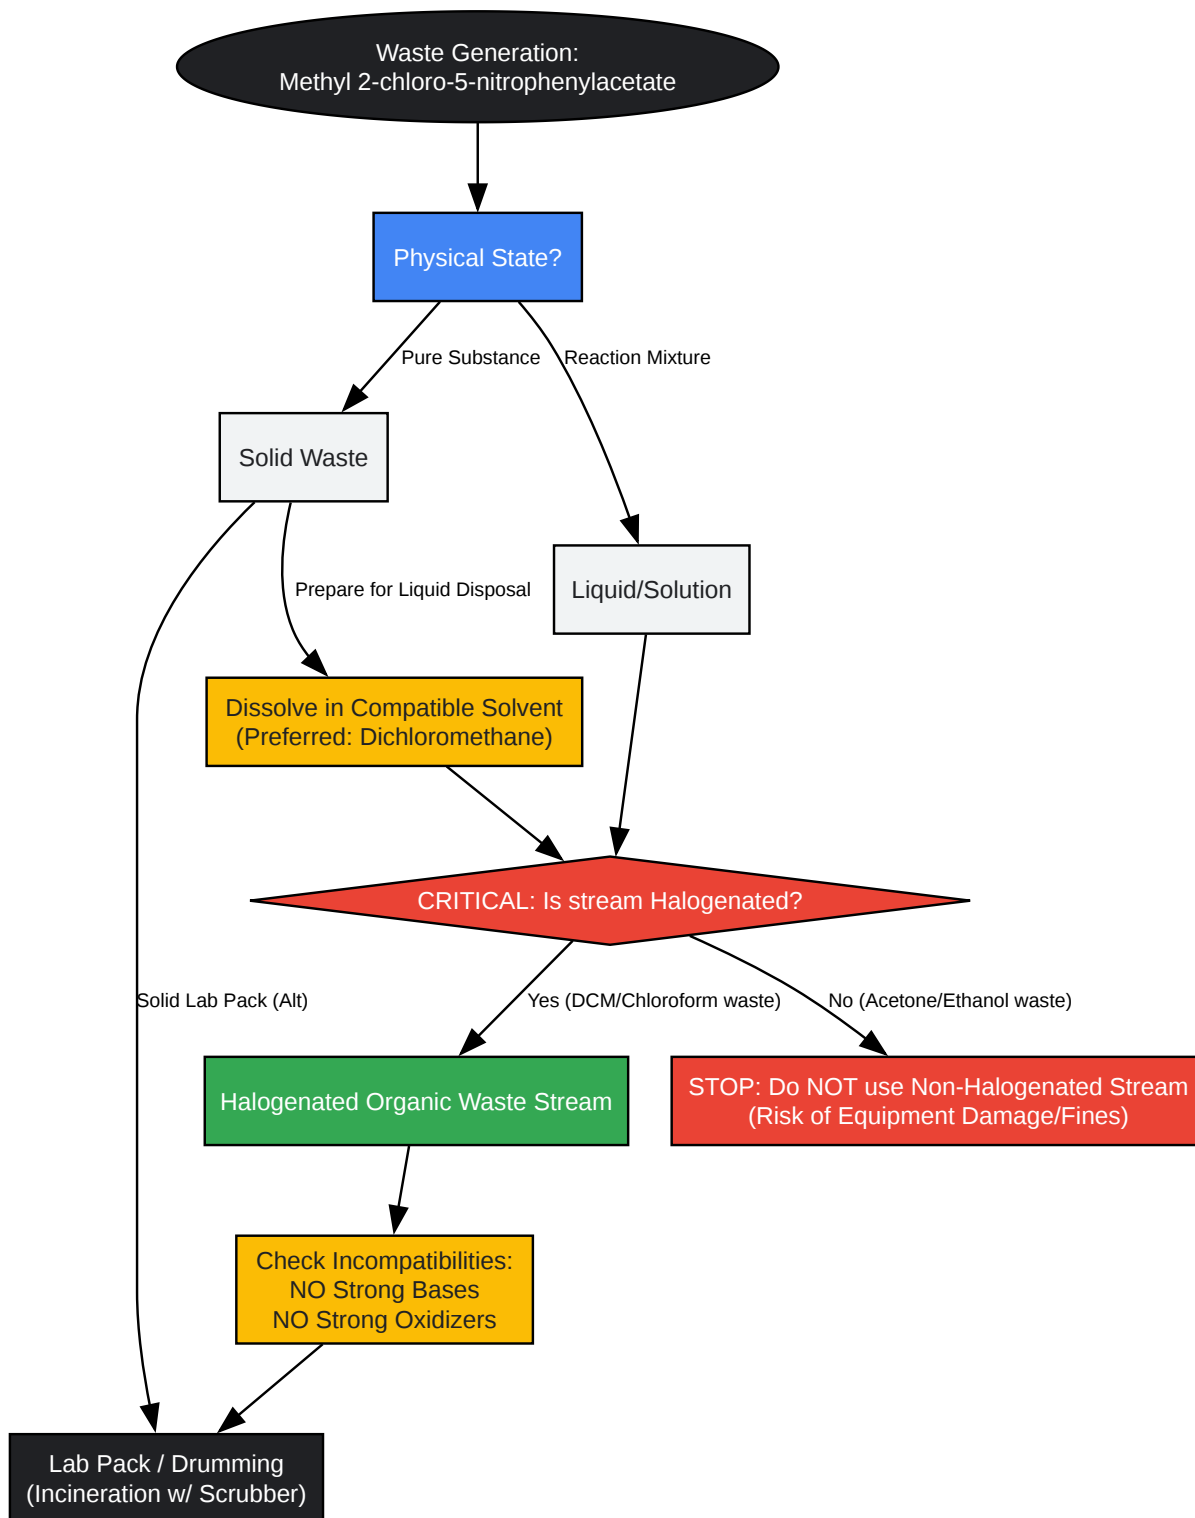 Waste Generation:
Methyl 2-chloro-5-nitrophenylacetate
Physical State?
Pure Substance
Reaction Mixture
Solid Waste
Prepare for Liquid Disposal
Liquid/Solution
Dissolve in Compatible Solvent
(Preferred: Dichloromethane)
CRITICAL: Is stream Halogenated?
Solid Lab Pack (Alt)
Yes (DCM/Chloroform waste)
No (Acetone/Ethanol waste)
Halogenated Organic Waste Stream
STOP: Do NOT use Non-Halogenated Stream
(Risk of Equipment Damage/Fines)
Check Incompatibilities:
NO Strong Bases
NO Strong Oxidizers
Lab Pack / Drumming
(Incineration w/ Scrubber)